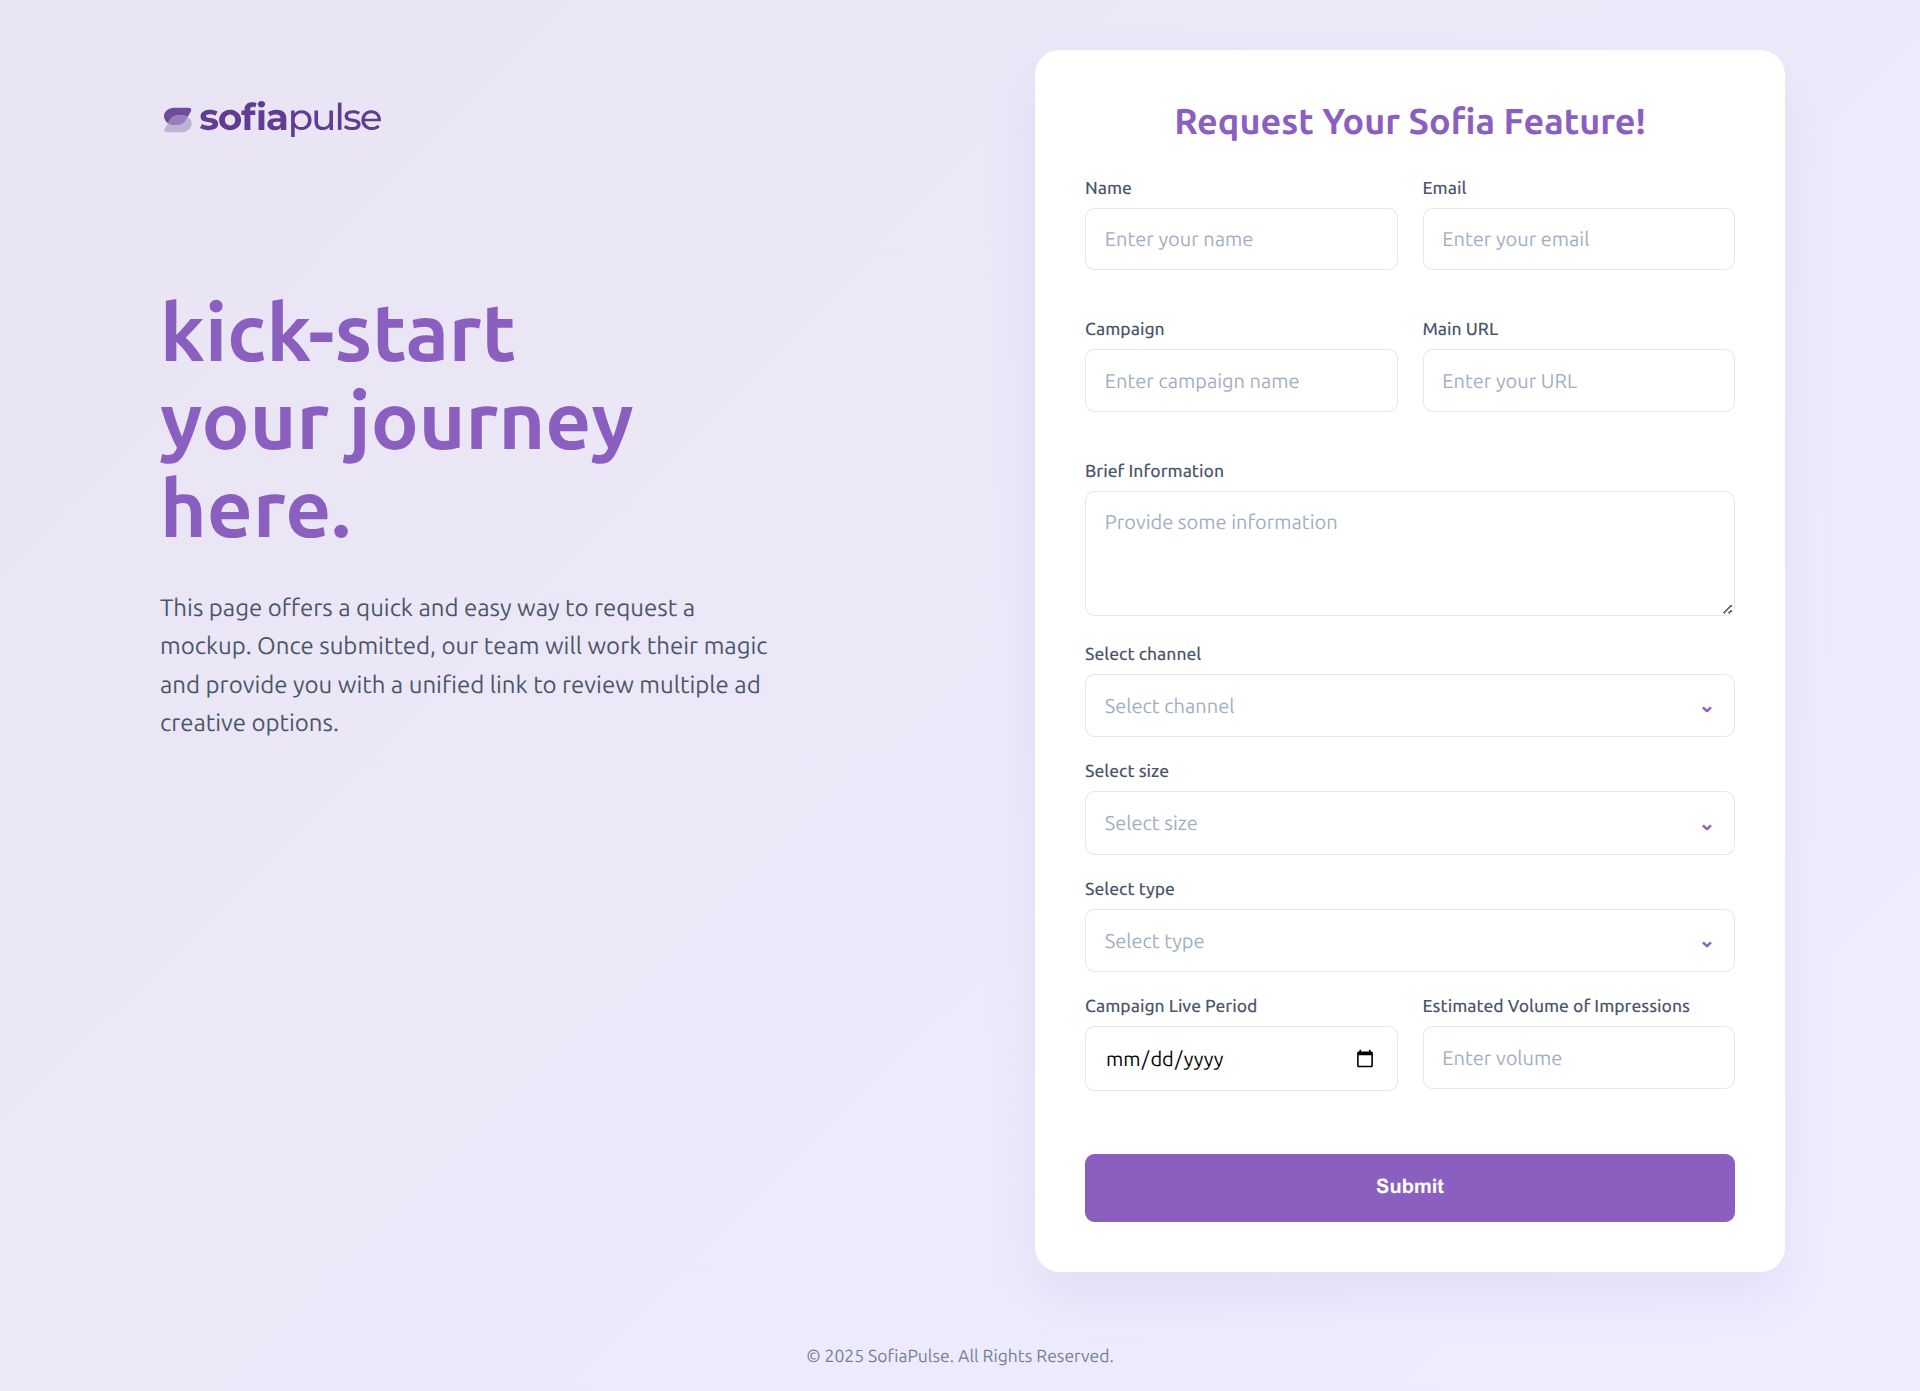 sofiapulse
kick-start
your journey
here.
This page offers a quick and easy way to request a
mockup. Once submitted, our team will work their magic
and provide you with a unified link to review multiple ad
creative options.
Request Your Sofia Feature!
Name
Email
Enter your name
Enter your email
Campaign
Main URL
Enter campaign name
Enter your URL
Brief Information
Provide some information
Select channel
Select channel
Select size
Select size
Select type
Select type
Campaign Live Period
Estimated Volume of Impressions
mm/dd/yyyy
Enter volume
Submit
© 2025 SofiaPulse. All Rights Reserved.